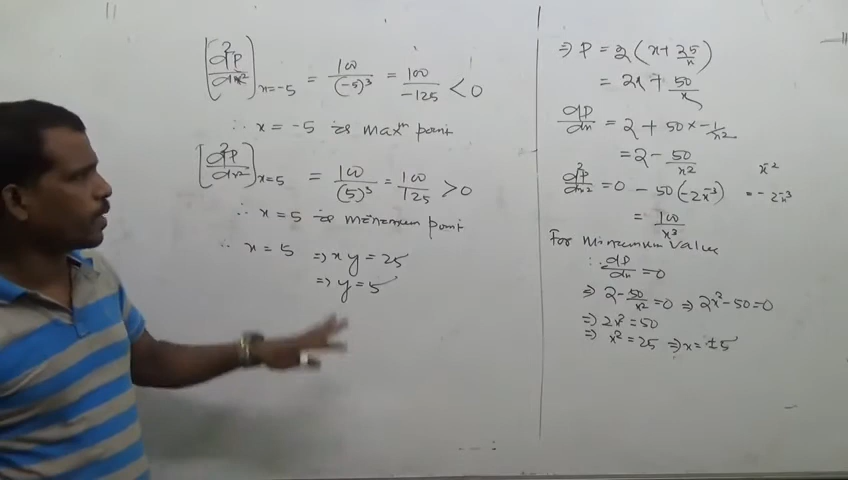 [d²P/dx²]x=-5 = 100/(-5)³ = 100/-125 < 0
∴ x = -5 is maxᵐ point
[d²P/dx²]x=5 = 100/(5)³ = 100/125 > 0
∴ x = 5 is minimum point
∴ x = 5 ⇒ xy = 25
⇒ y = 5
⇒ P = 2(x + 25/x)
= 2x + 50/x
dP/dx = 2 + 50 × -1/x²
= 2 - 50/x²
x⁻²
d²P/dx² = 0 - 50(-2x⁻³) = -2x⁻³
= 100/x³
For minimum value
∴ dP/dx = 0
⇒ 2 - 50/x² = 0 ⇒ 2x² - 50 = 0
⇒ 2x² = 50
⇒ x² = 25 ⇒ x = ±5